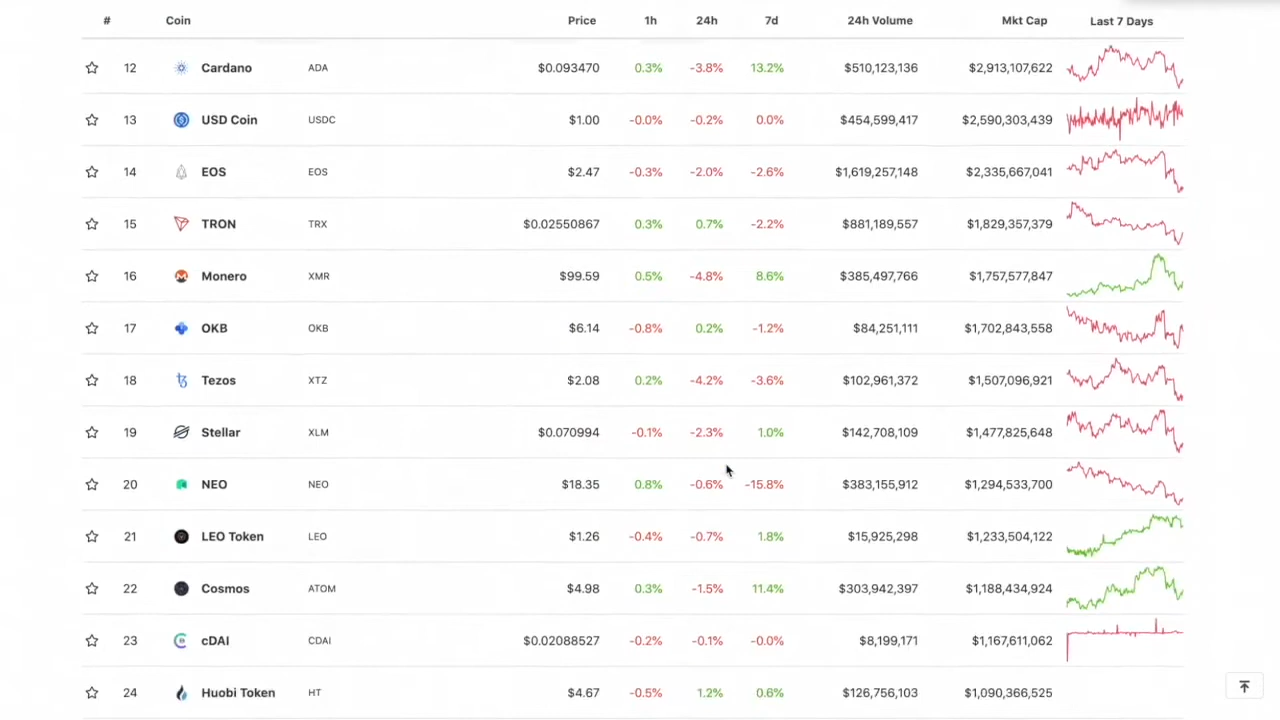 # Coin Price 1h 24h 7d 24h Volume Mkt Cap Last 7 Days
12 Cardano ADA $0.093470 0.3% -3.8% 13.2% $510,123,136 $2,913,107,622
13 USD Coin USDC $1.00 -0.0% -0.2% 0.0% $454,599,417 $2,590,303,439
14 EOS EOS $2.47 -0.3% -2.0% -2.6% $1,619,257,148 $2,335,667,041
15 TRON TRX $0.02550867 0.3% 0.7% -2.2% $881,189,557 $1,829,357,379
16 Monero XMR $99.59 0.5% -4.8% 8.6% $385,497,766 $1,757,577,847
17 OKB OKB $6.14 -0.8% 0.2% -1.2% $84,251,111 $1,702,843,558
18 Tezos XTZ $2.08 0.2% -4.2% -3.6% $102,961,372 $1,507,096,921
19 Stellar XLM $0.070994 -0.1% -2.3% 1.0% $142,708,109 $1,477,825,648
20 NEO NEO $18.35 0.8% -0.6% -15.8% $383,155,912 $1,294,533,700
21 LEO Token LEO $1.26 -0.4% -0.7% 1.8% $15,925,298 $1,233,504,122
22 Cosmos ATOM $4.98 0.3% -1.5% 11.4% $303,942,397 $1,188,434,924
23 cDAI CDAI $0.02088527 -0.2% -0.1% -0.0% $8,199,171 $1,167,611,062
24 Huobi Token HT $4.67 -0.5% 1.2% 0.6% $126,756,103 $1,090,366,525